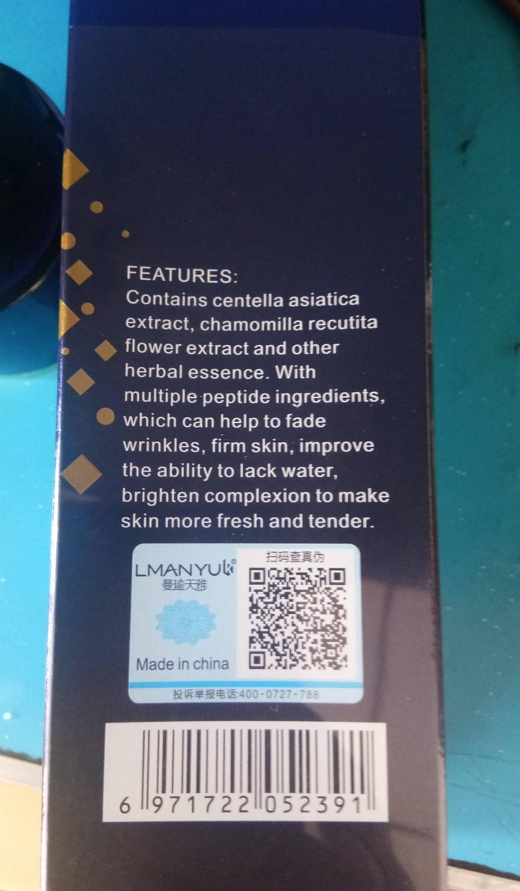 FEATURES:
Contains centella asiatica
extract, chamomilla recutita
flower extract and other
herbal essence. With
multiple peptide ingredients,
which can help to fade
wrinkles, firm skin, improve
the ability to lack water,
brighten complexion to make
skin more fresh and tender.
扫码查真伪
LMANYUK®
曼瑜天雅
Made in china
投诉举报电话:400-0727-788
6 971722 052391